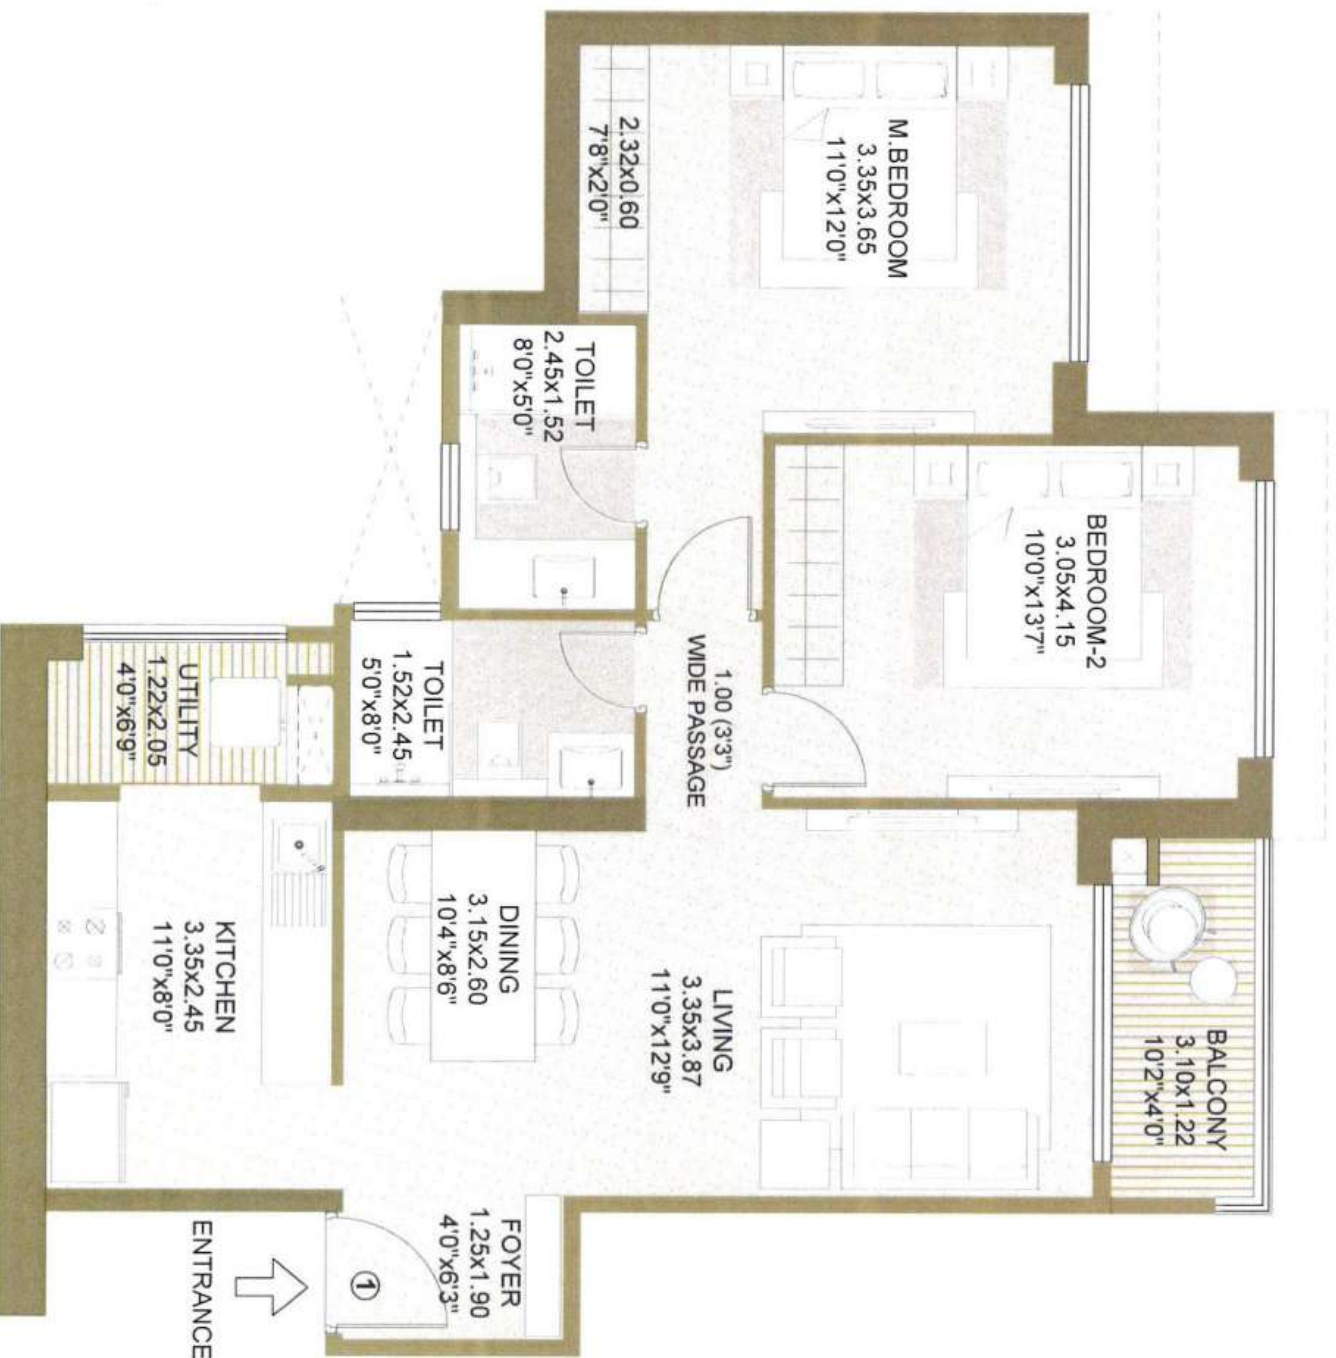 M.BEDROOM
3.35x3.65
11'0"x12'0"
2.32x0.60
7'8"x2'0"
TOILET
2.45x1.52
8'0"x5'0"
BEDROOM-2
3.05x4.15
10'0"x13'7"
1.00 (3'3")
WIDE PASSAGE
TOILET
1.52x2.45
5'0"x8'0"
UTILITY
1.22x2.05
4'0"x6'9"
BALCONY
3.10x1.22
10'2"x4'0"
LIVING
3.35x3.87
11'0"x12'9"
DINING
3.15x2.60
10'4"x8'6"
KITCHEN
3.35x2.45
11'0"x8'0"
FOYER
1.25x1.90
4'0"x6'3"
1
ENTRANCE